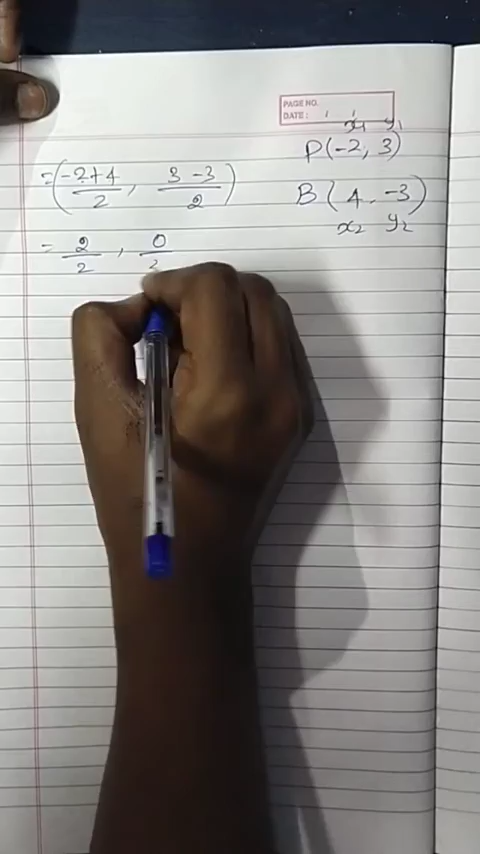 PAGE NO.
DATE :
x₁ y₁
P(-2, 3)
=(-2+4/2, 3-3/2)
B(4, -3)
x₂ y₂
= 2/2, 0/2